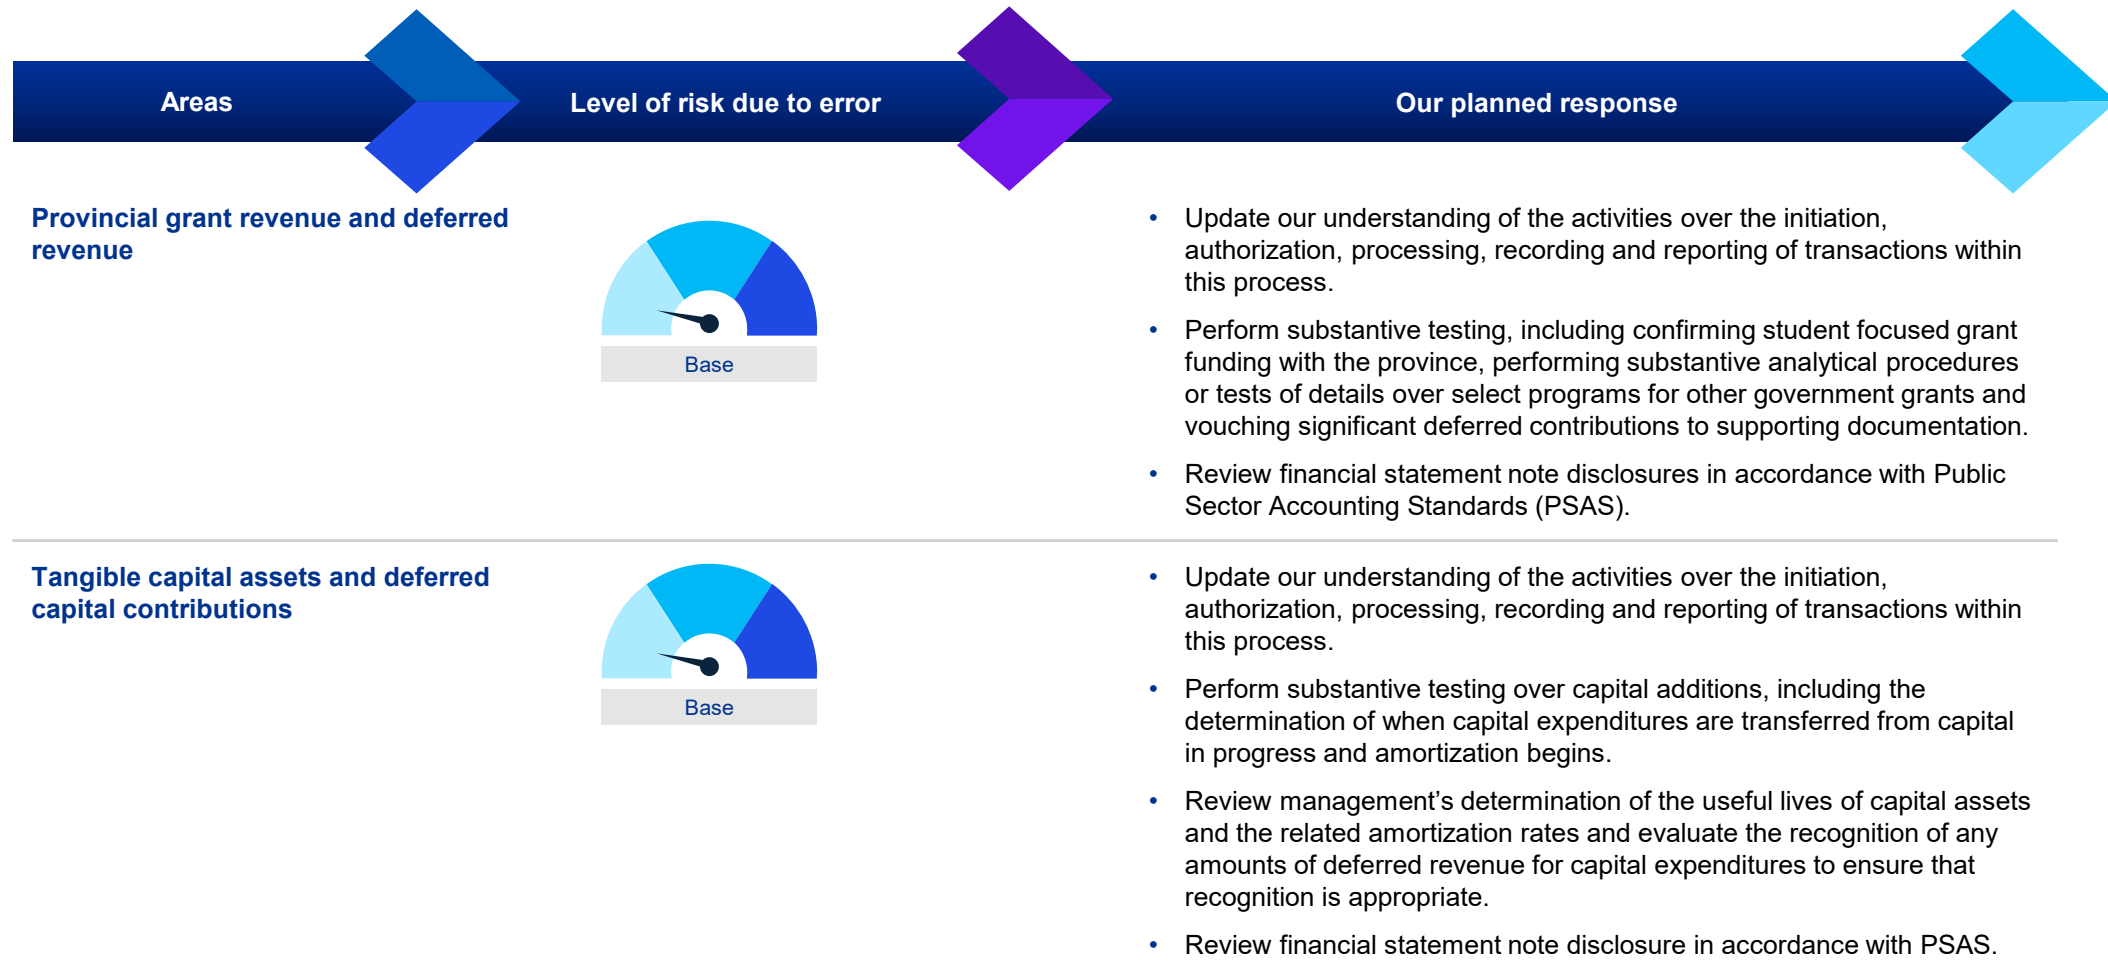 Areas
Level of risk due to error
Our planned response
Provincial grant revenue and deferred
revenue
Base
• Update our understanding of the activities over the initiation,
authorization, processing, recording and reporting of transactions within
this process.
• Perform substantive testing, including confirming student focused grant
funding with the province, performing substantive analytical procedures
or tests of details over select programs for other government grants and
vouching significant deferred contributions to supporting documentation.
• Review financial statement note disclosures in accordance with Public
Sector Accounting Standards (PSAS).
Tangible capital assets and deferred
capital contributions
Base
• Update our understanding of the activities over the initiation,
authorization, processing, recording and reporting of transactions within
this process.
• Perform substantive testing over capital additions, including the
determination of when capital expenditures are transferred from capital
in progress and amortization begins.
• Review management’s determination of the useful lives of capital assets
and the related amortization rates and evaluate the recognition of any
amounts of deferred revenue for capital expenditures to ensure that
recognition is appropriate.
• Review financial statement note disclosure in accordance with PSAS.